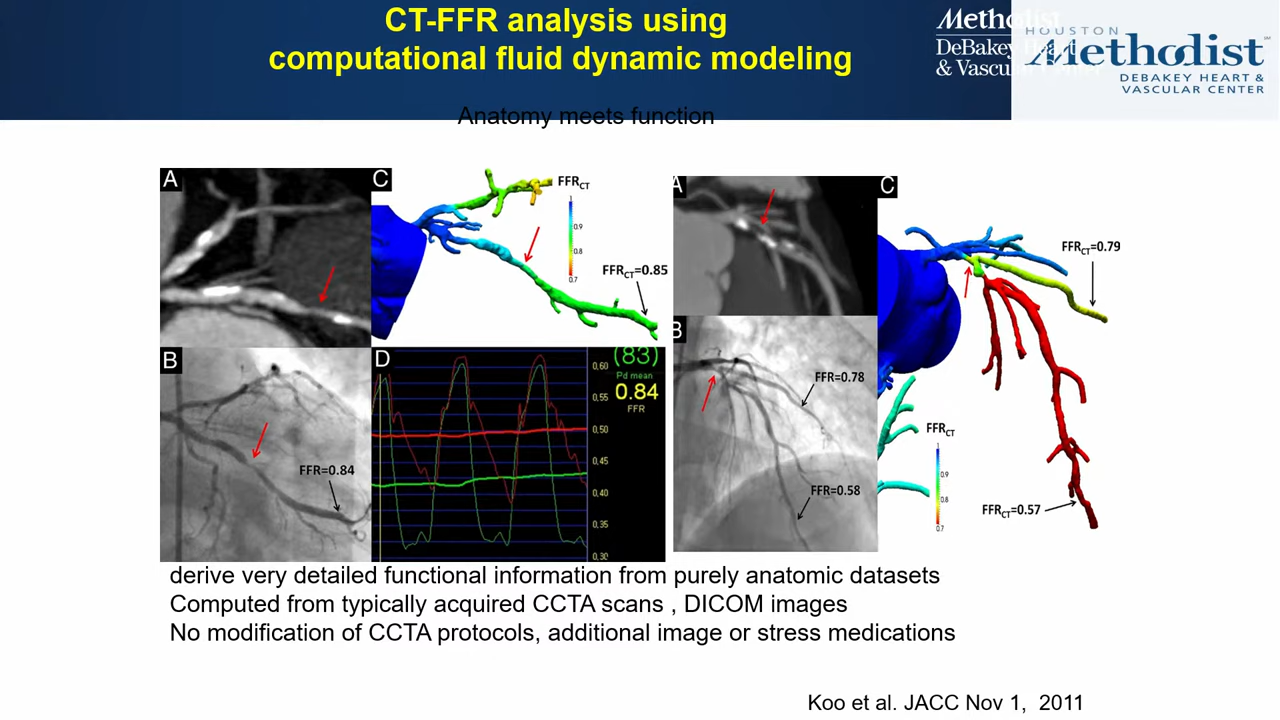 CT-FFR analysis using
computational fluid dynamic modeling
Methodist
DeBakey Heart
& Vascular Center
HOUSTON
Methodist
DEBAKEY HEART &
VASCULAR CENTER
Anatomy meets function
A
C
FFRCT
0.9
0.8
0.7
FFRCT=0.85
B
FFR=0.84
D
(83)
Pd mean
0.84
FFR
0.60
0.55
0.50
0.45
0.40
0.35
0.30
A
C
FFRCT=0.79
B
FFR=0.78
FFR=0.58
FFRCT
0.9
0.8
0.7
FFRCT=0.57
derive very detailed functional information from purely anatomic datasets
Computed from typically acquired CCTA scans , DICOM images
No modification of CCTA protocols, additional image or stress medications
Koo et al. JACC Nov 1, 2011